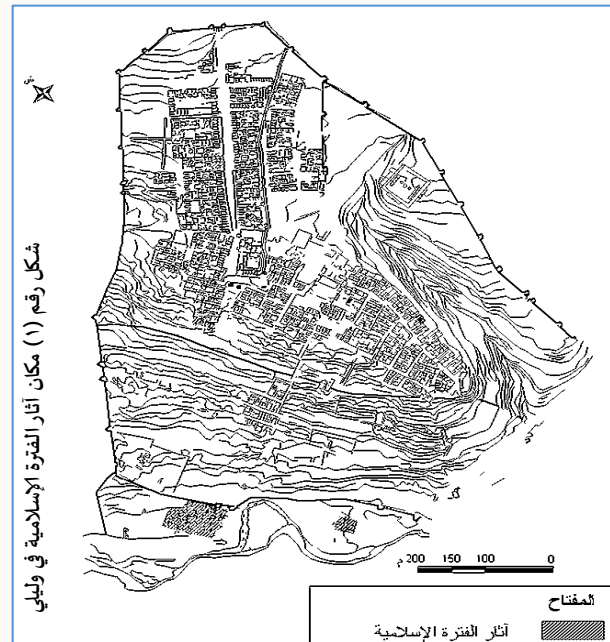 ش
شكل رقم (١) مكان آثار الفترة الإسلامية في وليلي
م 200 150 100 0
المفتاح
آثار الفترة الإسلامية